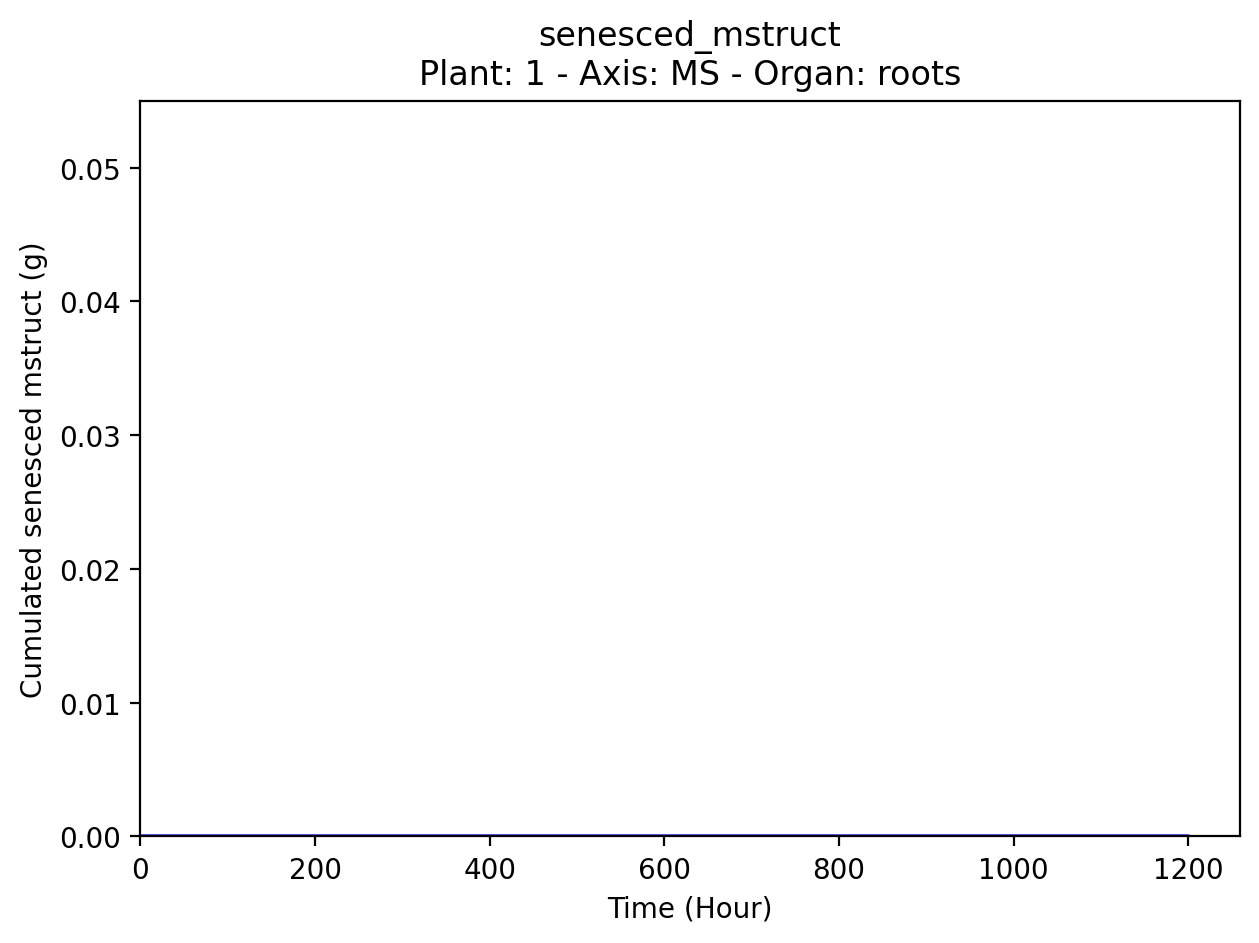 senesced_mstruct
Plant: 1 - Axis: MS - Organ: roots
Cumulated senesced mstruct (g)
0.05
0.04
0.03
0.02
0.01
0.00
0 200 400 600 800 1000 1200
Time (Hour)